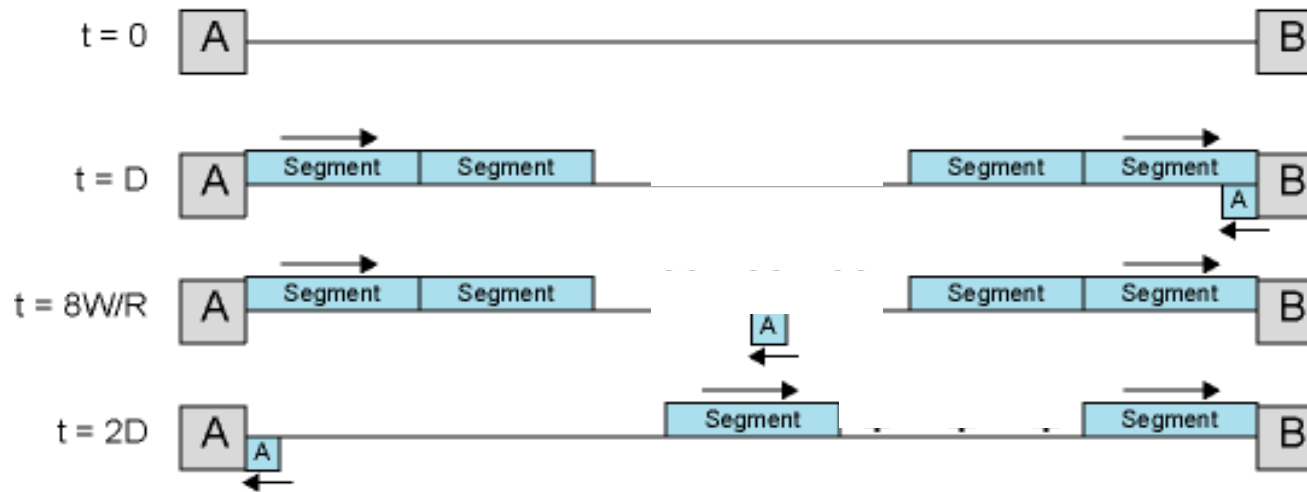 t = 0 A B
t = D A Segment Segment Segment Segment B
A
t = 8W/R A Segment Segment Segment Segment B
A
t = 2D A Segment Segment B
A